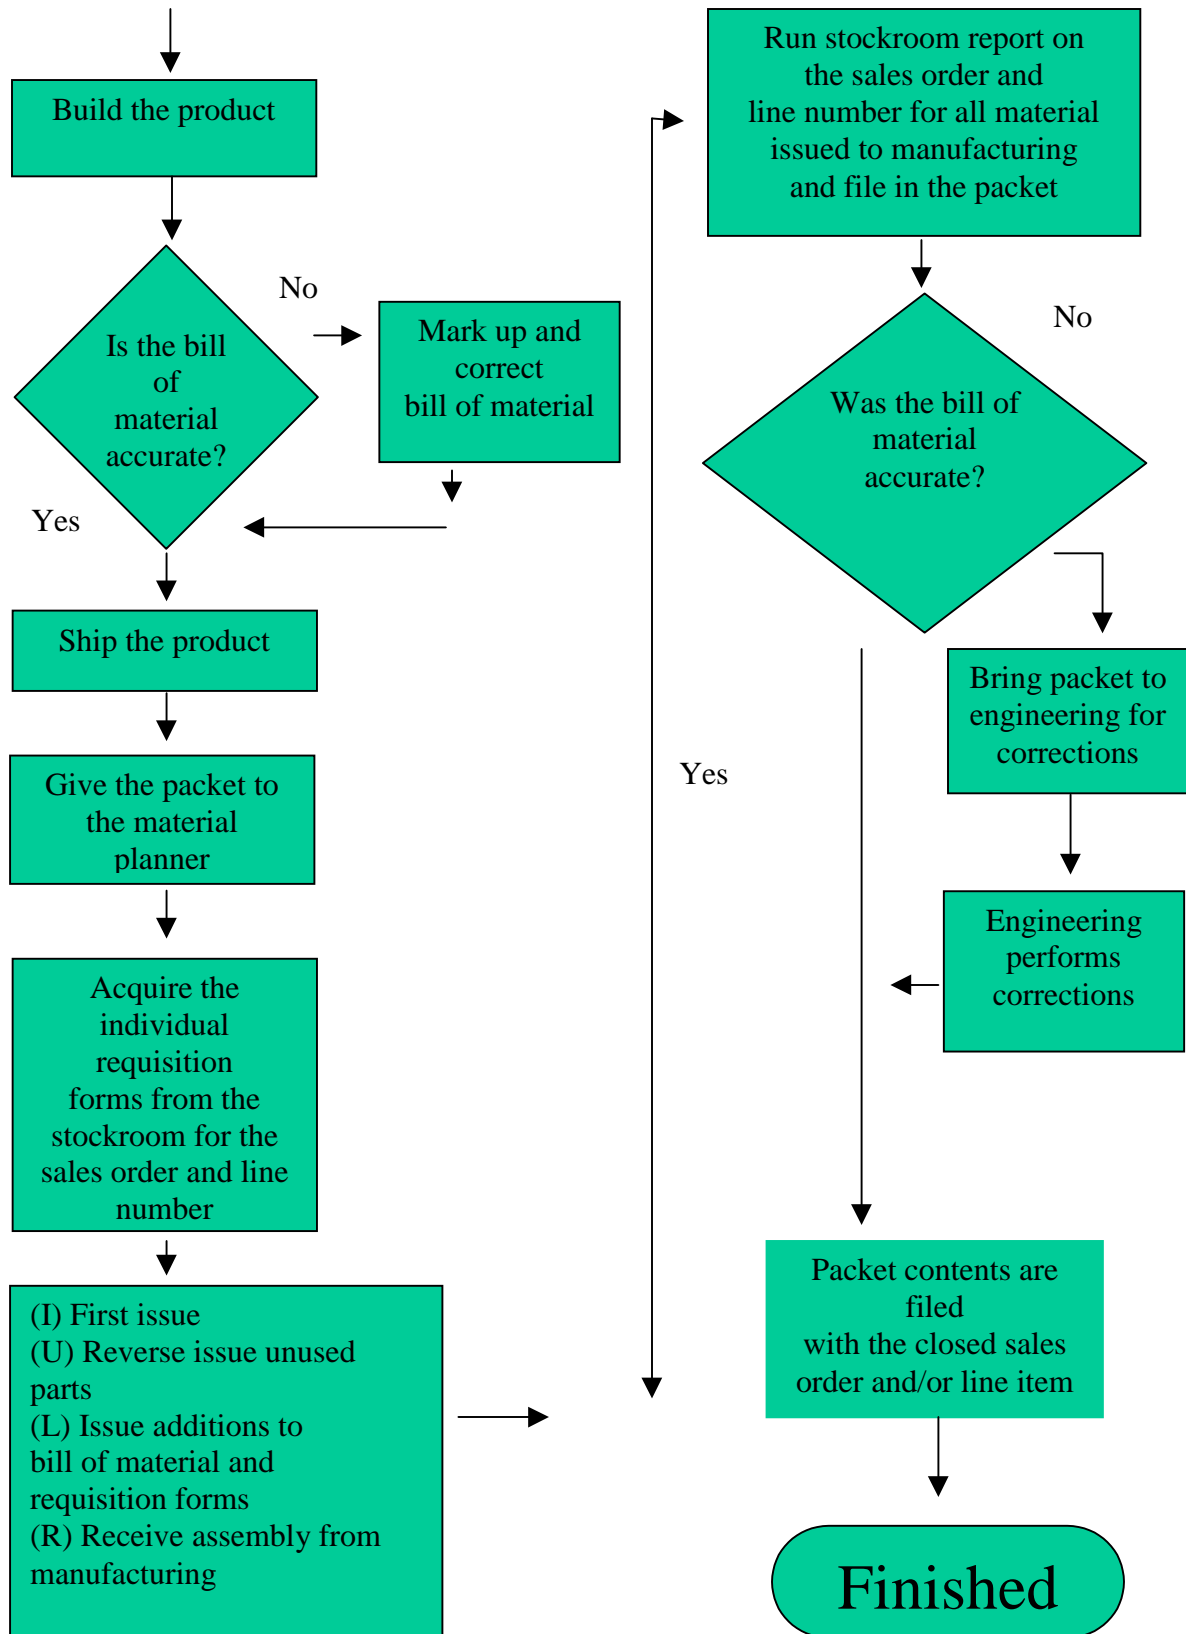 Build the product
Is the bill
of
material
accurate?
No
Mark up and
correct
bill of material
Yes
Ship the product
Give the packet to
the material
planner
Acquire the
individual
requisition
forms from the
stockroom for the
sales order and line
number
(I) First issue
(U) Reverse issue unused
parts
(L) Issue additions to
bill of material and
requisition forms
(R) Receive assembly from
manufacturing
Run stockroom report on
the sales order and
line number for all material
issued to manufacturing
and file in the packet
Was the bill of
material
accurate?
No
Bring packet to
engineering for
corrections
Engineering
performs
corrections
Yes
Packet contents are
filed
with the closed sales
order and/or line item
Finished